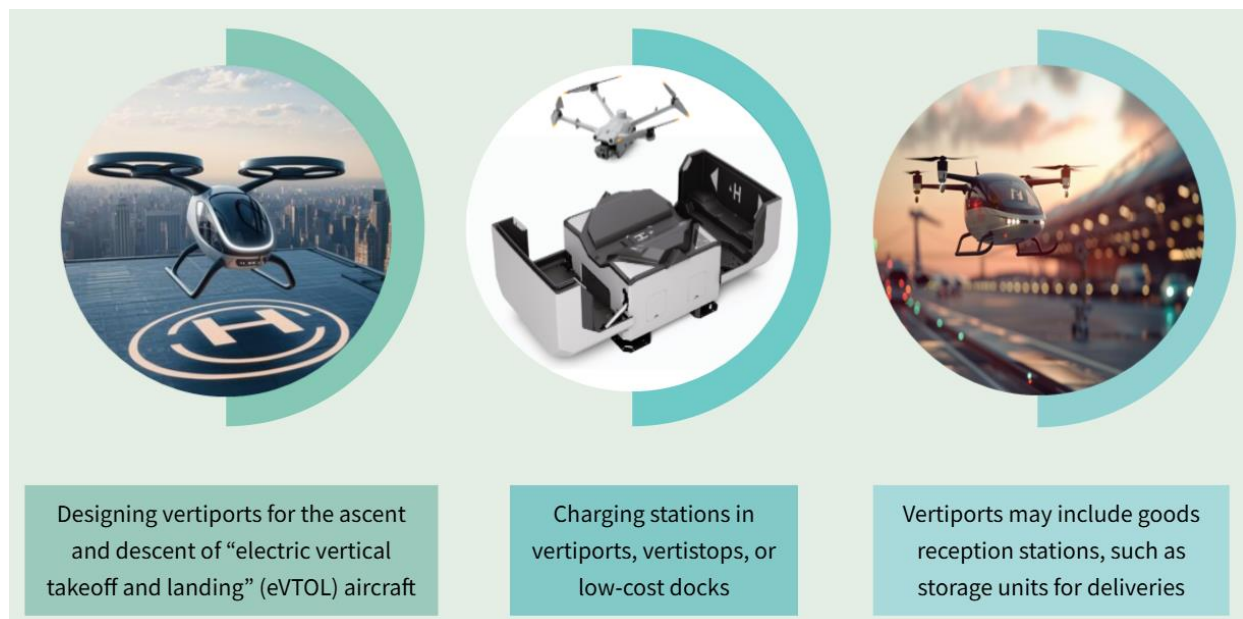 H
H
Designing vertiports for the ascent
and descent of “electric vertical
takeoff and landing” (eVTOL) aircraft
Charging stations in
vertiports, vertistops, or
low-cost docks
Vertiports may include goods
reception stations, such as
storage units for deliveries